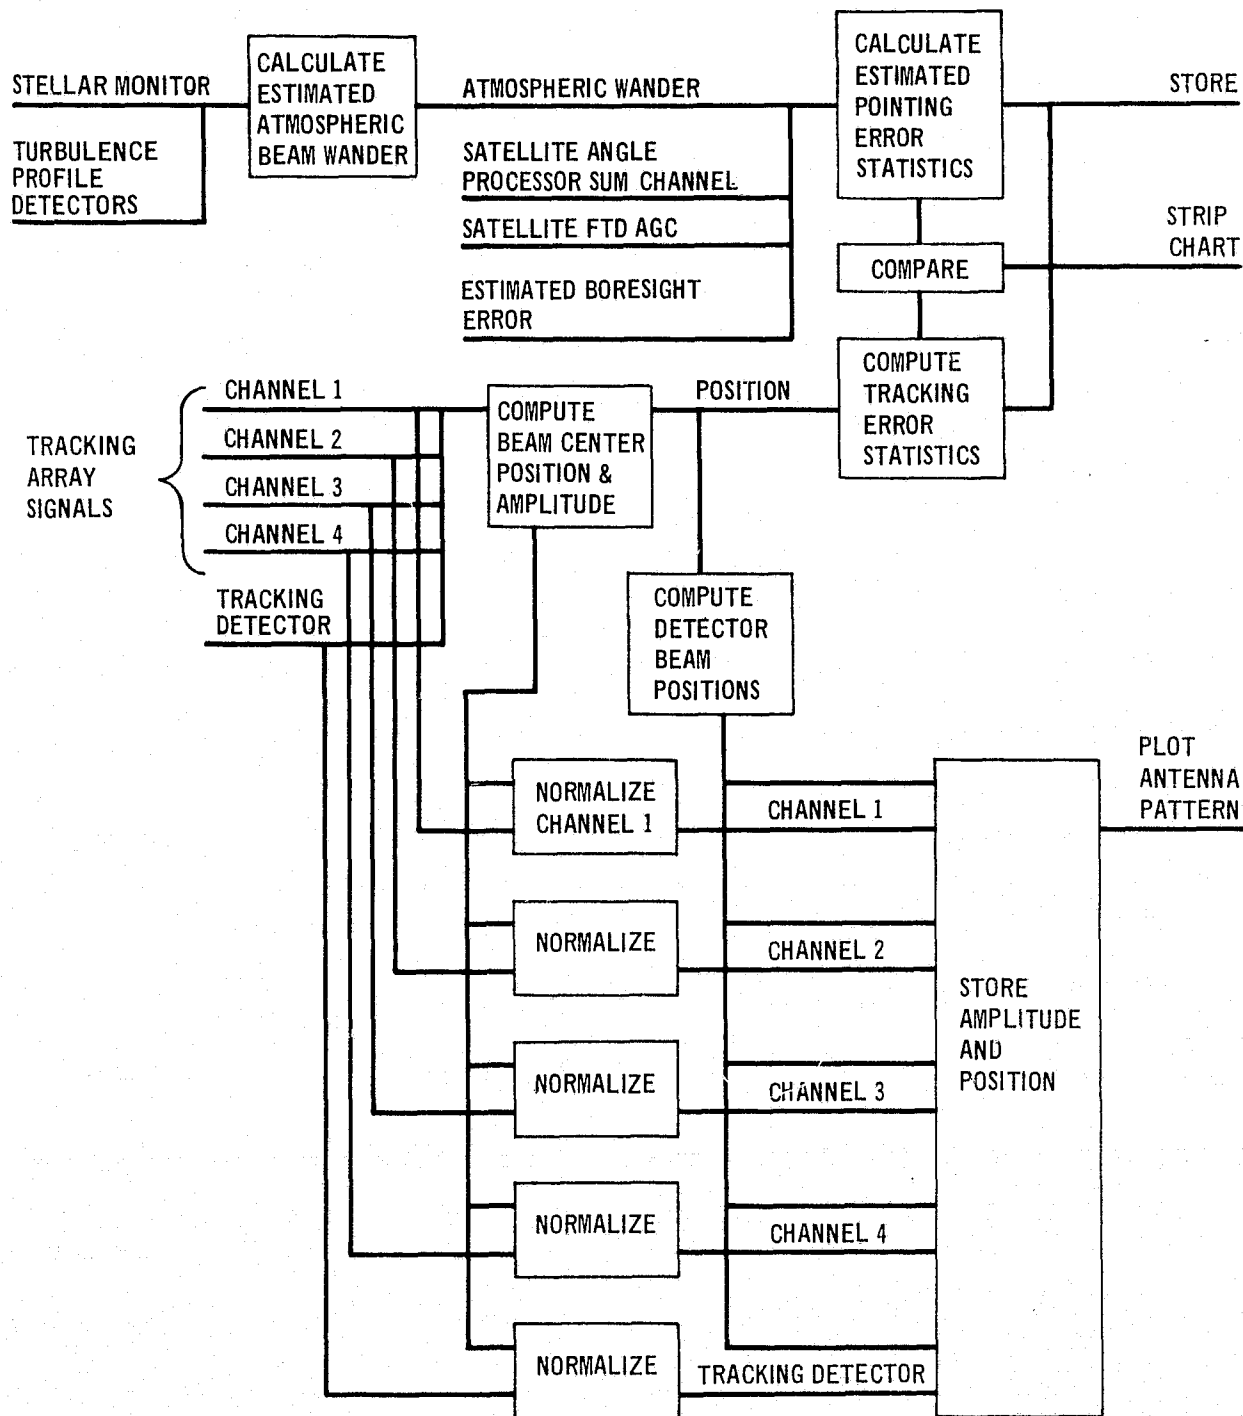 STELLAR MONITOR
TURBULENCE
PROFILE
DETECTORS
CALCULATE
ESTIMATED
ATMOSPHERIC
BEAM WANDER
ATMOSPHERIC WANDER
SATELLITE ANGLE
PROCESSOR SUM CHANNEL
SATELLITE FTD AGC
ESTIMATED BORESIGHT
ERROR
CALCULATE
ESTIMATED
POINTING
ERROR
STATISTICS
STORE
COMPARE
STRIP
CHART
COMPUTE
TRACKING
ERROR
STATISTICS
TRACKING
ARRAY
SIGNALS
CHANNEL 1
CHANNEL 2
CHANNEL 3
CHANNEL 4
TRACKING
DETECTOR
COMPUTE
BEAM CENTER
POSITION &
AMPLITUDE
POSITION
COMPUTE
DETECTOR
BEAM
POSITIONS
NORMALIZE
CHANNEL 1
CHANNEL 1
NORMALIZE
CHANNEL 2
NORMALIZE
CHANNEL 3
NORMALIZE
CHANNEL 4
NORMALIZE
TRACKING DETECTOR
STORE
AMPLITUDE
AND
POSITION
PLOT
ANTENNA
PATTERN